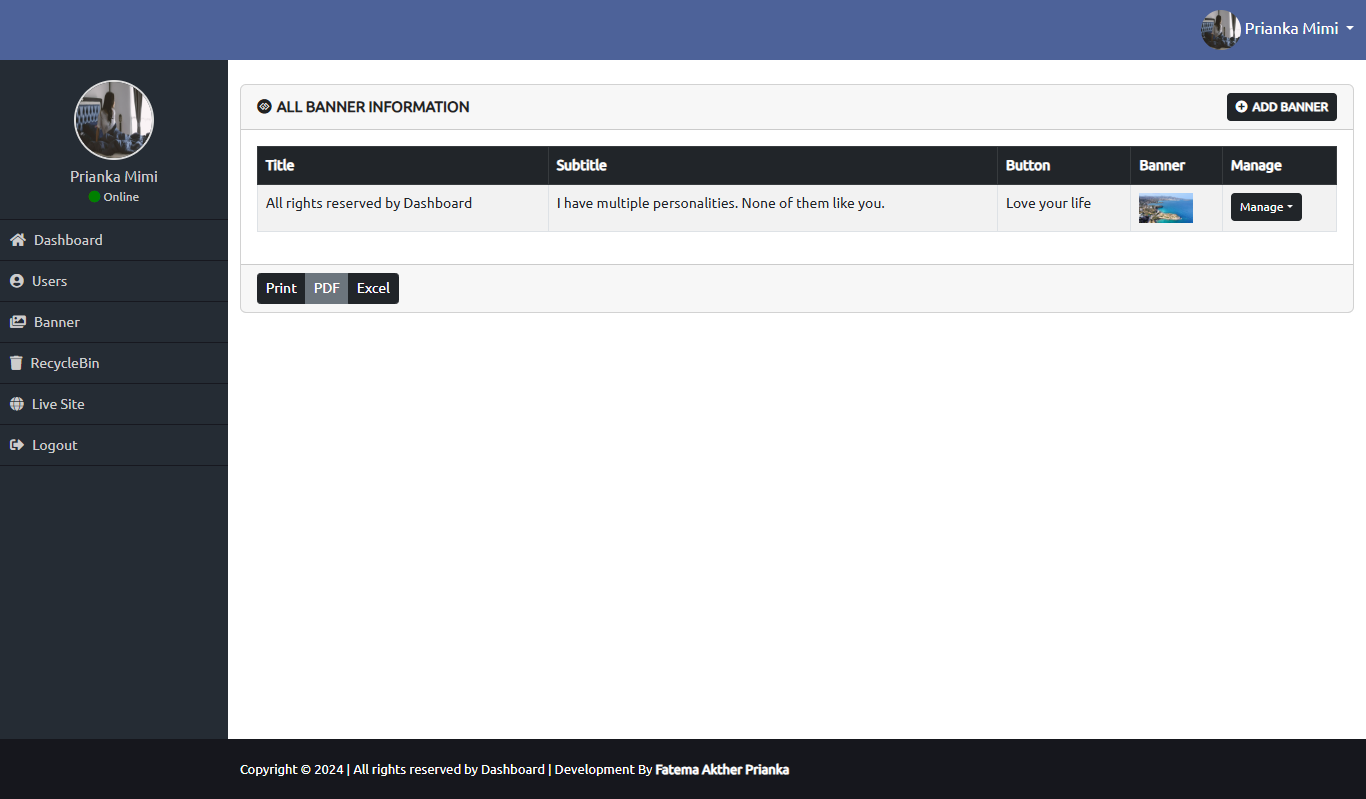 Prianka Mimi
Prianka Mimi
Online
Dashboard
Users
Banner
RecycleBin
Live Site
Logout
ALL BANNER INFORMATION
ADD BANNER
Title Subtitle Button Banner Manage
All rights reserved by Dashboard I have multiple personalities. None of them like you. Love your life Manage
Print PDF Excel
Copyright © 2024 | All rights reserved by Dashboard | Development By Fatema Akther Prianka